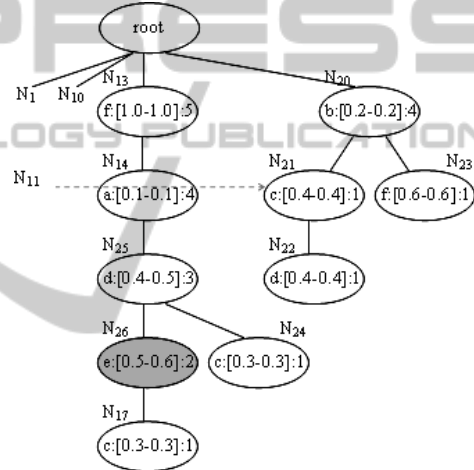 PRESS
LOGY PUBLICATION
root
N1 N10 N13 N20
f:[1.0-1.0]:5 b:[0.2-0.2]:4
N11 N14 N21 N23
a:[0.1-0.1]:4 c:[0.4-0.4]:1 f:[0.6-0.6]:1
N25 N22
d:[0.4-0.5]:3 d:[0.4-0.4]:1
N26 N24
e:[0.5-0.6]:2 c:[0.3-0.3]:1
N17
c:[0.3-0.3]:1